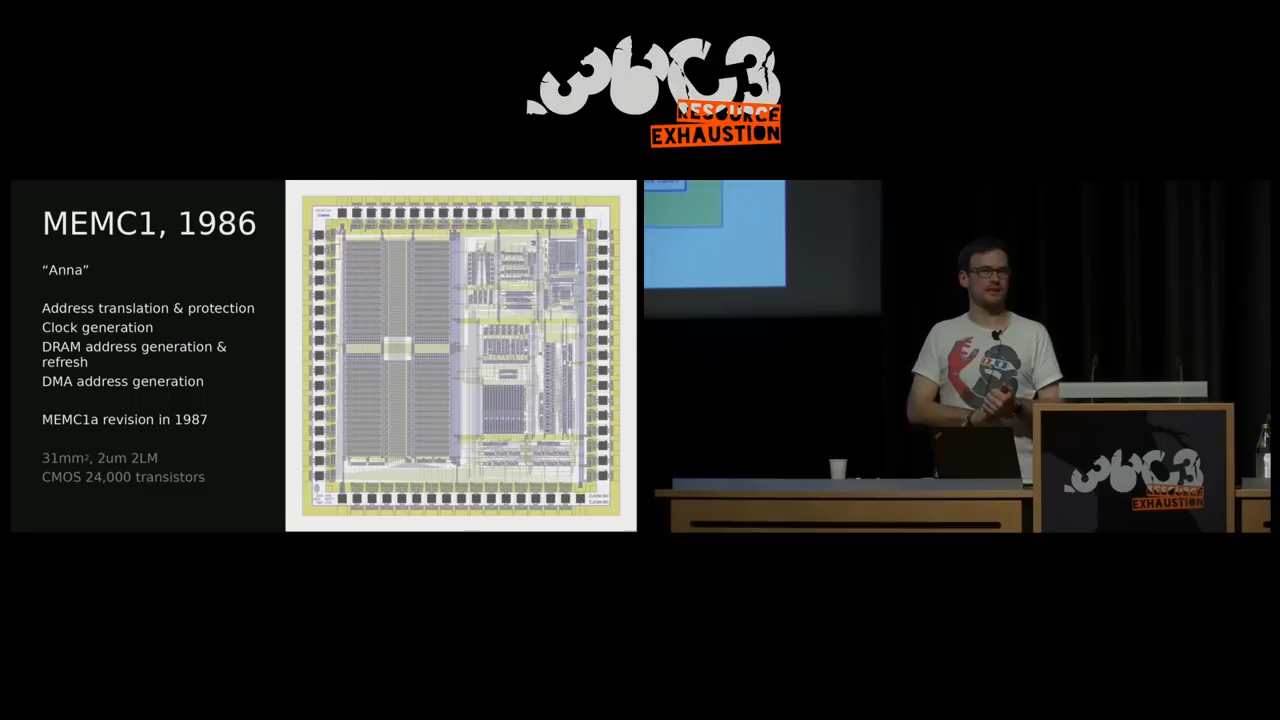 36C3
RESOURCE
EXHAUSTION
MEMC1, 1986
“Anna”
Address translation & protection
Clock generation
DRAM address generation &
refresh
DMA address generation
MEMC1a revision in 1987
31mm², 2um 2LM
CMOS 24,000 transistors
36C3
RESOURCE
EXHAUSTION